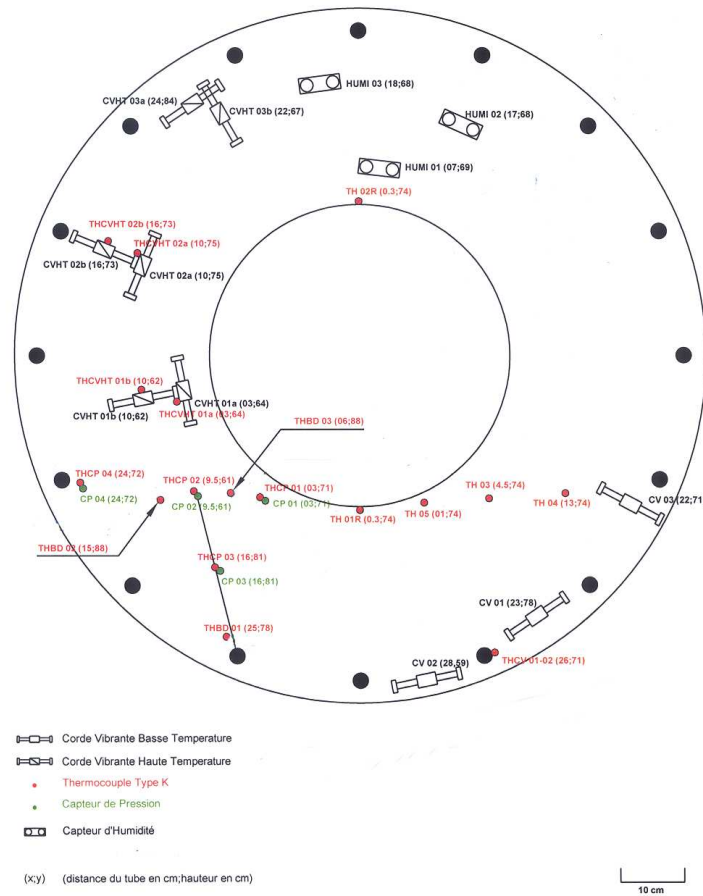 CVHT 03a (24;84)
HUMI 03 (18;68)
CVHT 03b (22;67)
HUMI 02 (17;68)
HUMI 01 (07;69)
TH 02R (0.3;74)
THCVHT 02b (16;73)
THCVHT 02a (10;75)
CVHT 02b (16;73)
CVHT 02a (10;75)
THCVHT 01b (10;62)
CVHT 01a (03;64)
THCVHT 01a (03;64)
CVHT 01b (10;62)
THBD 03 (06;88)
THCP 04 (24;72)
THCP 02 (9.5;61)
THCP 01 (03;71)
TH 03 (4.5;74)
TH 04 (13;74)
CP 04 (24;72)
CP 02 (9.5;61)
CP 01 (03;71)
TH 01R (0.3;74)
TH 05 (01;74)
CV 03 (22;71)
THBD 02 (15;88)
THCP 03 (16;81)
CP 03 (16;81)
CV 01 (23;78)
THBD 01 (25;78)
CV 02 (28,59)
THCV 01-02 (26;71)
Corde Vibrante Basse Temperature
Corde Vibrante Haute Temperature
Thermocouple Type K
Capteur de Pression
Capteur d'Humidité
(x;y) (distance du tube en cm;hauteur en cm)
10 cm